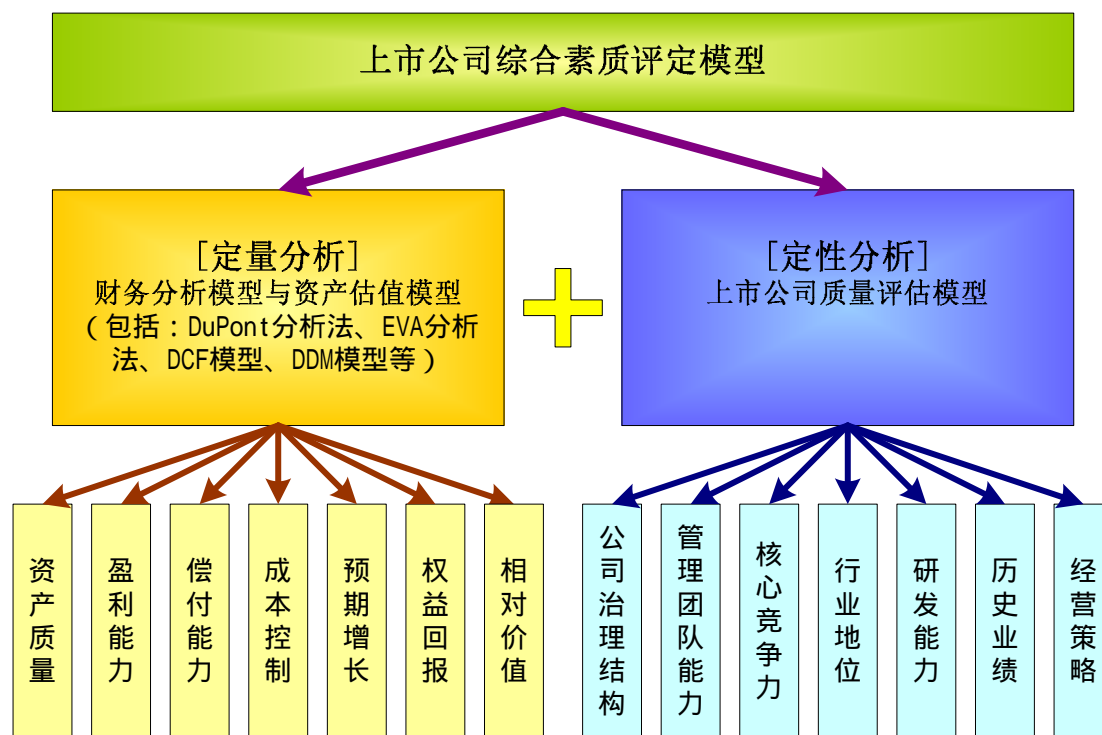 上市公司综合素质评定模型
[定量分析]
财务分析模型与资产估值模型
（包括：DuPont分析法、EVA分析
法、DCF模型、DDM模型等）
[定性分析]
上市公司质量评估模型
资产质量
盈利能力
偿付能力
成本控制
预期增长
权益回报
相对价值
公司治理结构
管理团队能力
核心竞争力
行业地位
研发能力
历史业绩
经营策略